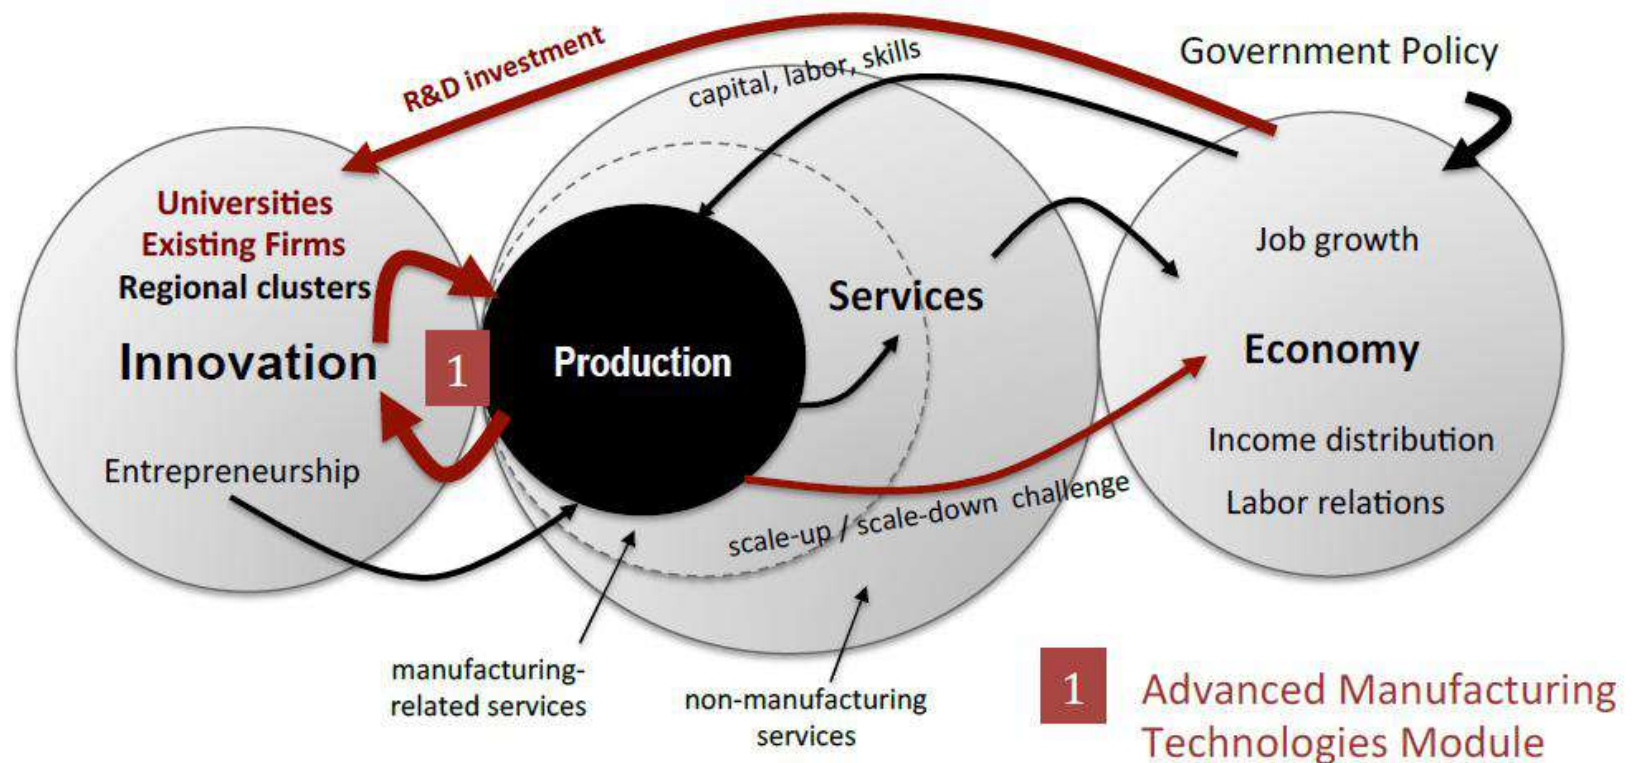 R&D investment
capital, labor, skills
Government Policy
Universities
Existing Firms
Regional clusters
Innovation
Entrepreneurship
1
Production
Services
scale-up / scale-down challenge
Job growth
Economy
Income distribution
Labor relations
manufacturing-
related services
non-manufacturing
services
1
Advanced Manufacturing
Technologies Module